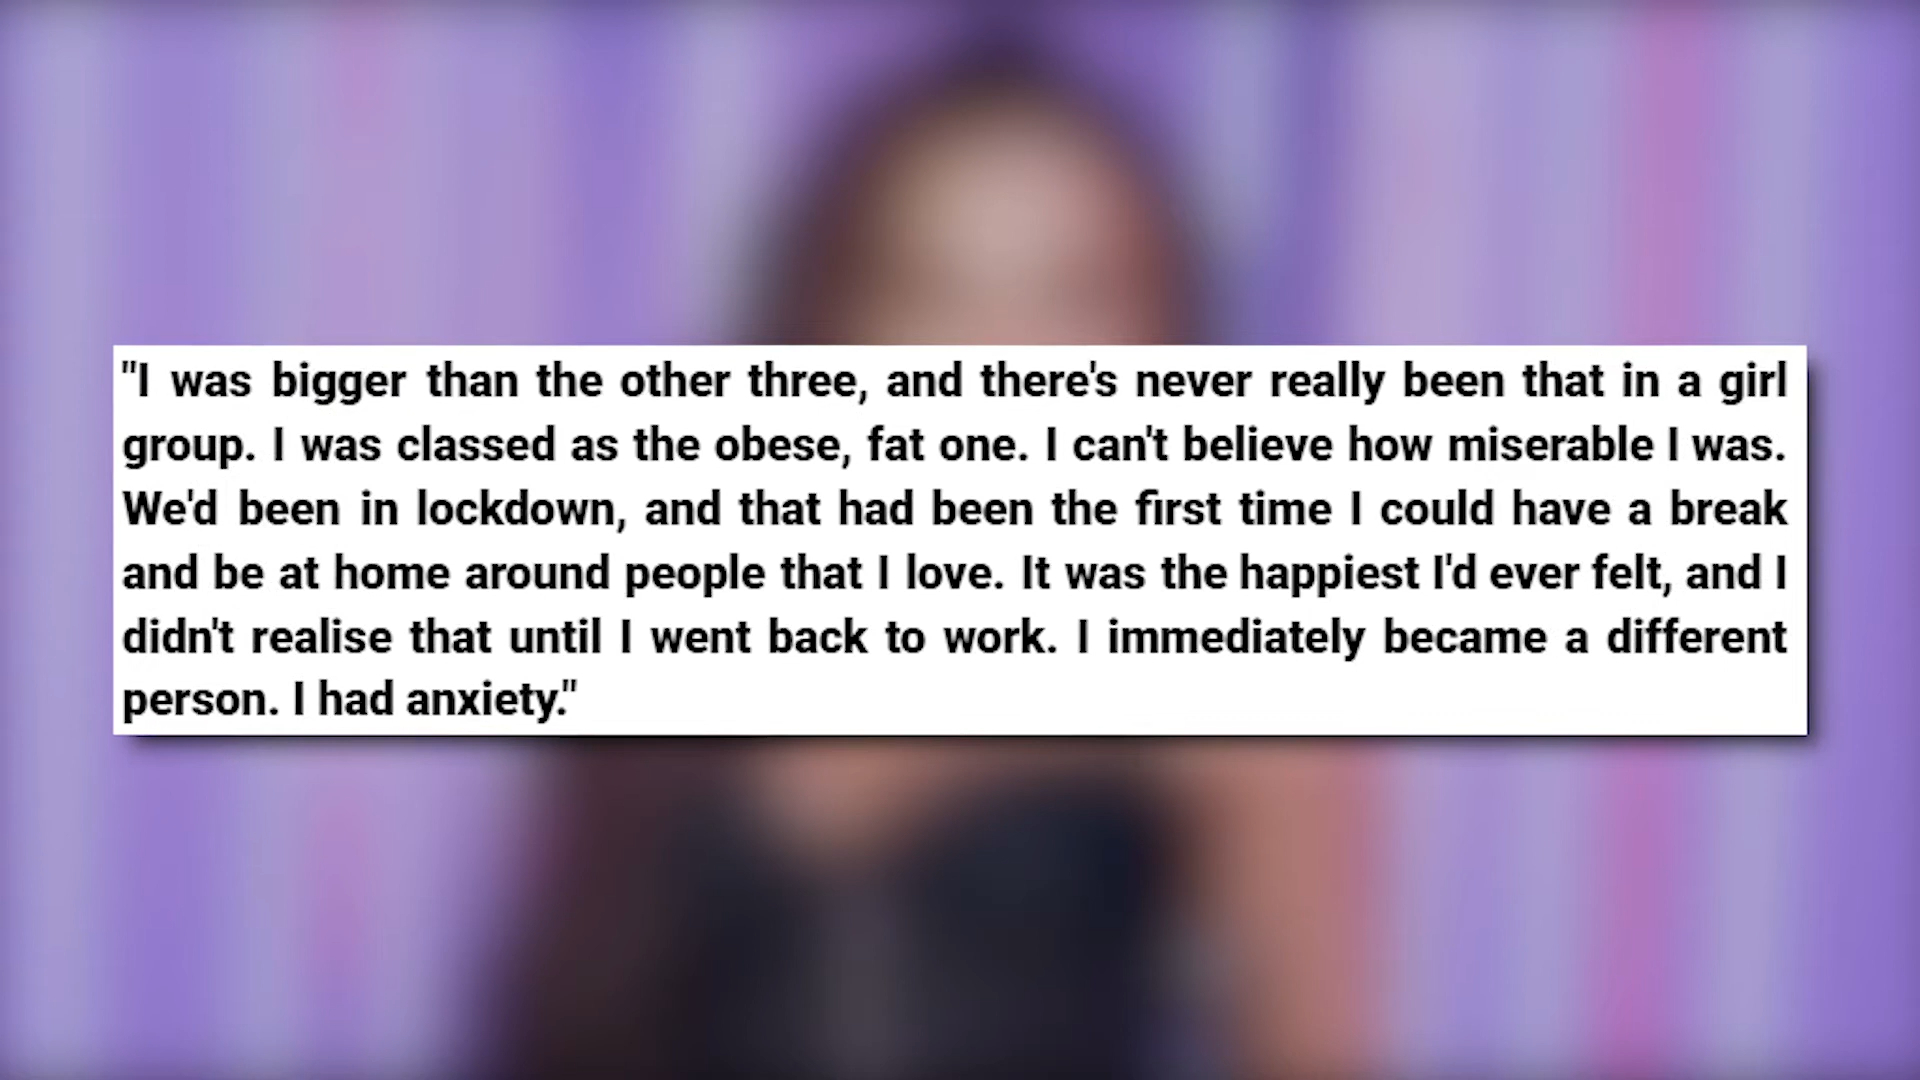 "I was bigger than the other three, and there's never really been that in a girl
group. I was classed as the obese, fat one. I can't believe how miserable I was.
We'd been in lockdown, and that had been the first time I could have a break
and be at home around people that I love. It was the happiest I'd ever felt, and I
didn't realise that until I went back to work. I immediately became a different
person. I had anxiety."